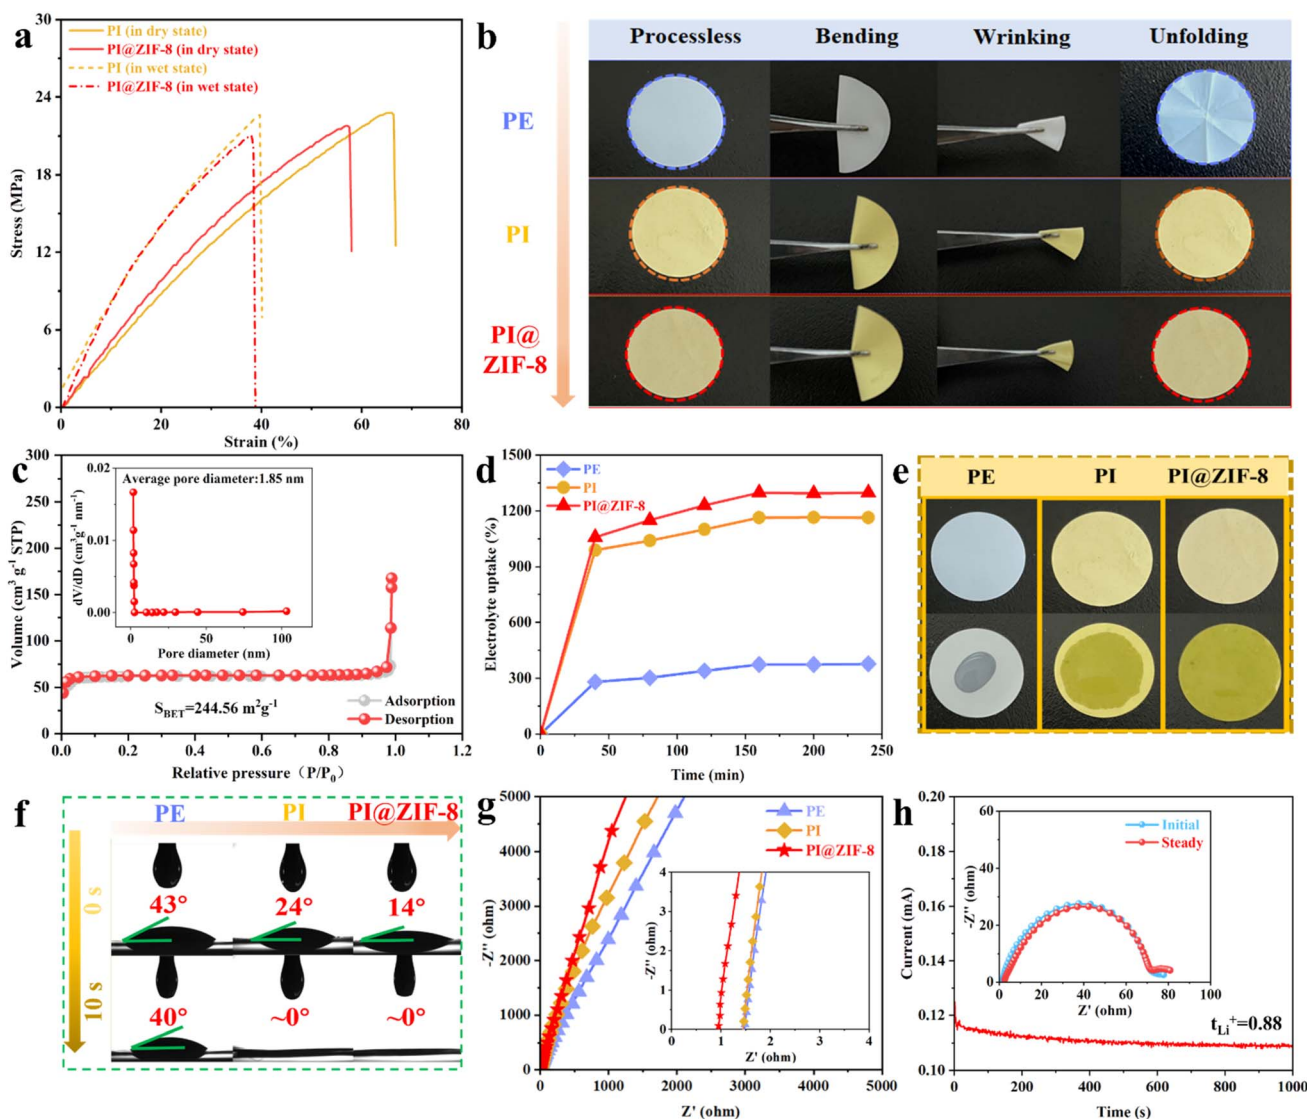 a
30
24
18
12
6
0
Stress (MPa)
PI (in dry state)
PI@ZIF-8 (in dry state)
PI (in wet state)
PI@ZIF-8 (in wet state)
0 20 40 60 80
Strain (%)
b
Processless Bending Wrinking Unfolding
PE
PI
PI@
ZIF-8
c
300
250
200
150
100
50
0
Volume (cm³ g⁻¹ STP)
0.02
0.01
0.00
dV/dD (cm³g⁻¹ nm⁻¹)
Average pore diameter:1.85 nm
0 50 100
Pore diameter (nm)
S_BET=244.56 m²g⁻¹
Adsorption
Desorption
0.0 0.2 0.4 0.6 0.8 1.0 1.2
Relative pressure（P/P₀）
d
1500
1200
900
600
300
0
Electrolyte uptake (%)
PE
PI
PI@ZIF-8
0 50 100 150 200 250
Time (min)
e
PE PI PI@ZIF-8
f
PE PI PI@ZIF-8
0 s
43° 24° 14°
10 s
40° ~0° ~0°
g
5000
4000
3000
2000
1000
0
-Z'' (ohm)
PE
PI
PI@ZIF-8
4
3
2
1
0
-Z'' (ohm)
0 1 2 3 4
Z' (ohm)
0 1000 2000 3000 4000 5000
Z' (ohm)
h
0.20
0.18
0.16
0.14
0.12
0.10
Current (mA)
60
40
20
0
-Z'' (ohm)
Initial
Steady
0 20 40 60 80 100
Z' (ohm)
t_Li⁺=0.88
0 200 400 600 800 1000
Time (s)